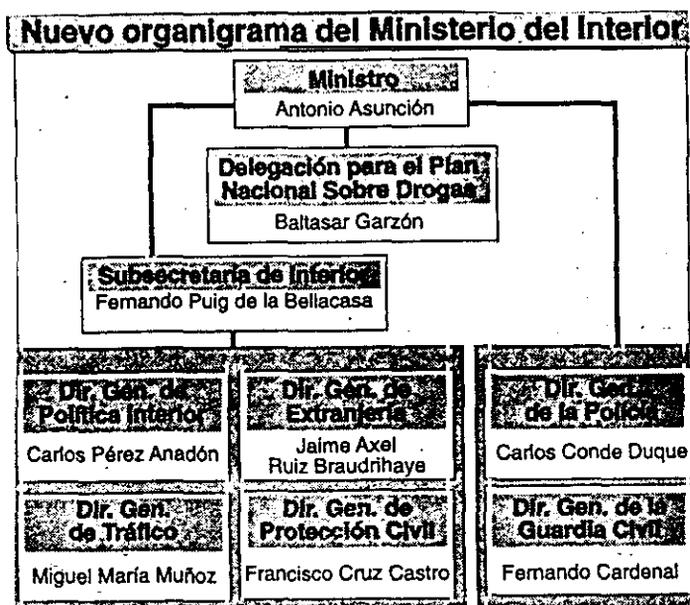 Nuevo organigrama del Ministerio del Interior
Ministro
Antonio Asunción
Delegación para el Plan
Nacional Sobre Drogas
Baltasar Garzón
Subsecretaría de Interior
Fernando Puig de la Bellacasa
Dir. Gen. de
Política Interior
Carlos Pérez Anadón
Dir. Gen. de
Extranjería
Jaime Axel
Ruiz Braudrihaye
Dir. Gen.
de la Policía
Carlos Conde Duque
Dir. Gen.
de Tráfico
Miguel María Muñoz
Dir. Gen. de
Protección Civil
Francisco Cruz Castro
Dir. Gen. de la
Guardia Civil
Fernando Cardenal